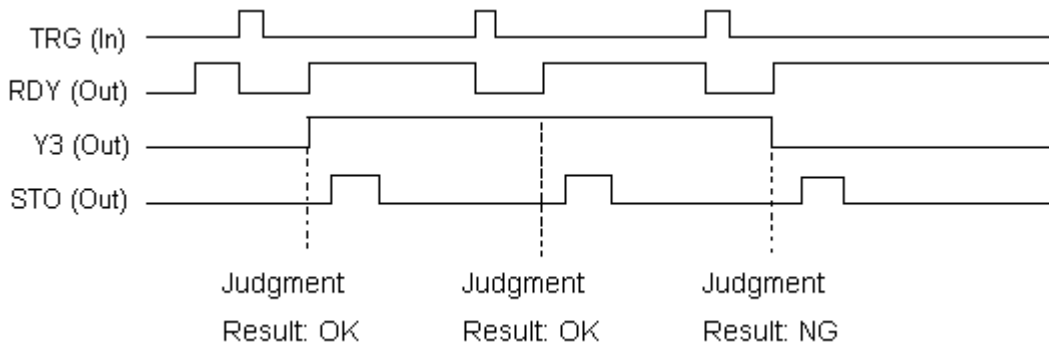 TRG (In)
RDY (Out)
Y3 (Out)
STO (Out)
Judgment Judgment Judgment
Result: OK Result: OK Result: NG